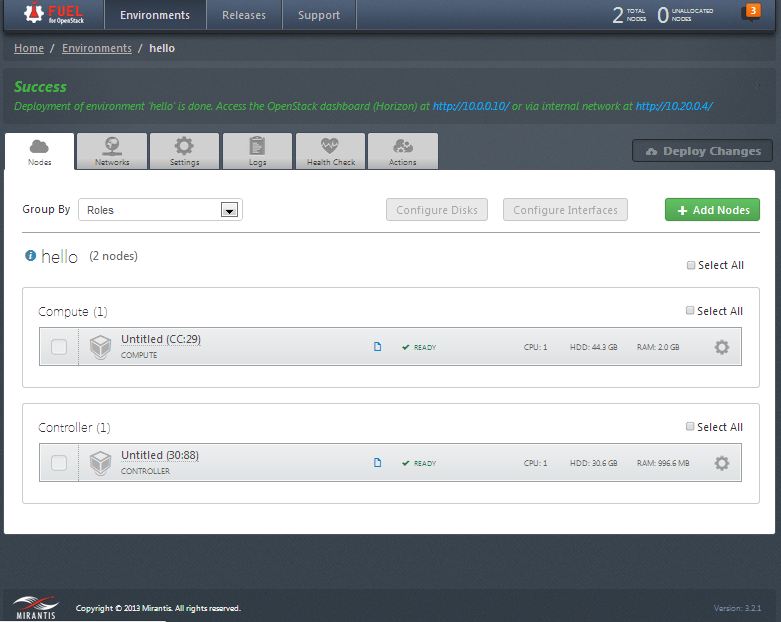 FUEL
for OpenStack
Environments
Releases
Support
2 TOTAL NODES
0 UNALLOCATED NODES
3
Home / Environments / hello
Success
Deployment of environment 'hello' is done. Access the OpenStack dashboard (Horizon) at http://10.0.0.10/ or via internal network at http://10.20.0.4/
Nodes
Networks
Settings
Logs
Health Check
Actions
Deploy Changes
Group By
Roles
Configure Disks
Configure Interfaces
+ Add Nodes
hello (2 nodes)
Select All
Compute (1)
Select All
Untitled (CC:29)
COMPUTE
READY
CPU: 1
HDD: 44.3 GB
RAM: 2.0 GB
Controller (1)
Select All
Untitled (30:88)
CONTROLLER
READY
CPU: 1
HDD: 30.6 GB
RAM: 996.6 MB
MIRANTIS
Copyright © 2013 Mirantis. All rights reserved.
Version: 3.2.1